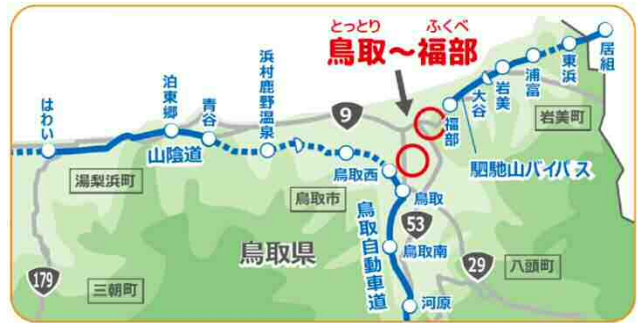 とっとり ふくべ
鳥取～福部
居組
東浜
浦富
岩美
大谷
福部
岩美町
駟馳山バイパス
浜村鹿野温泉
泊東郷
青谷
はわい
9
山陰道
湯梨浜町
鳥取市
鳥取西
鳥取
鳥取県
鳥取自動車道
53
鳥取南
29
八頭町
179
三朝町
河原